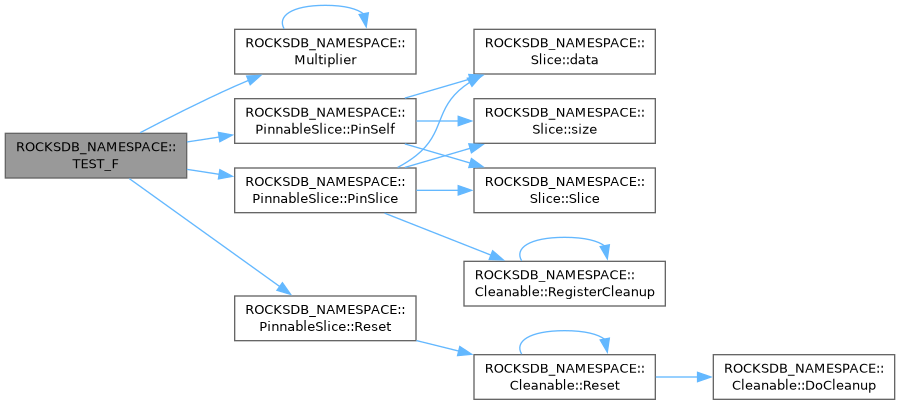 ROCKSDB_NAMESPACE::
TEST_F
ROCKSDB_NAMESPACE::
Multiplier
ROCKSDB_NAMESPACE::
PinnableSlice::PinSelf
ROCKSDB_NAMESPACE::
PinnableSlice::PinSlice
ROCKSDB_NAMESPACE::
PinnableSlice::Reset
ROCKSDB_NAMESPACE::
Slice::data
ROCKSDB_NAMESPACE::
Slice::size
ROCKSDB_NAMESPACE::
Slice::Slice
ROCKSDB_NAMESPACE::
Cleanable::RegisterCleanup
ROCKSDB_NAMESPACE::
Cleanable::Reset
ROCKSDB_NAMESPACE::
Cleanable::DoCleanup